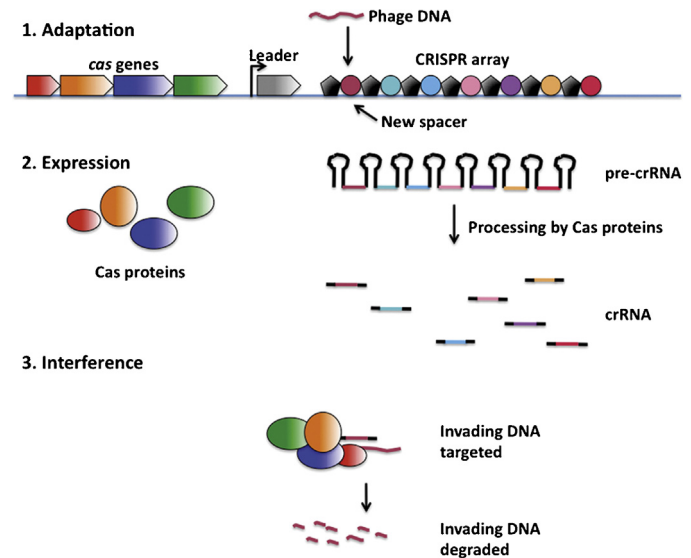 Phage DNA
1. Adaptation
cas genes
Leader
CRISPR array
New spacer
2. Expression
pre-crRNA
Processing by Cas proteins
Cas proteins
crRNA
3. Interference
Invading DNA
targeted
Invading DNA
degraded